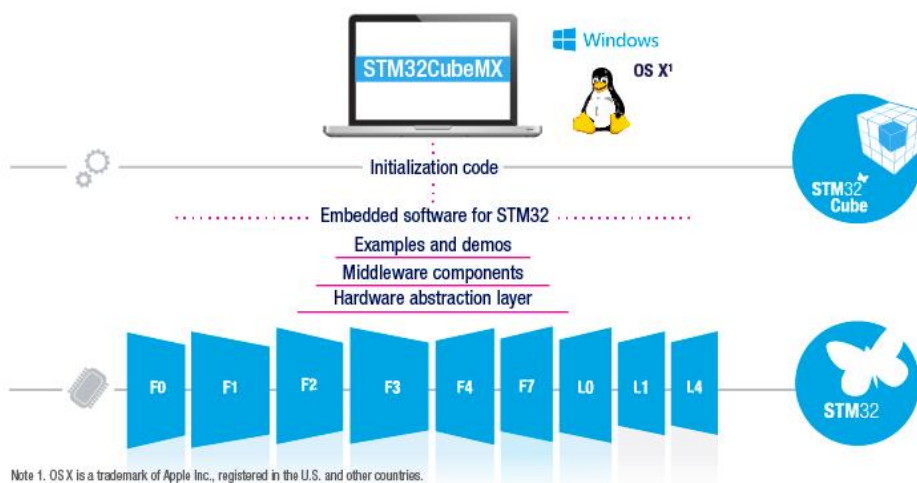 STM32CubeMX
Windows
OS X¹
Initialization code
STM32
Cube
Embedded software for STM32
Examples and demos
Middleware components
Hardware abstraction layer
F0 F1 F2 F3 F4 F7 L0 L1 L4
STM32
Note 1. OS X is a trademark of Apple Inc., registered in the U.S. and other countries.